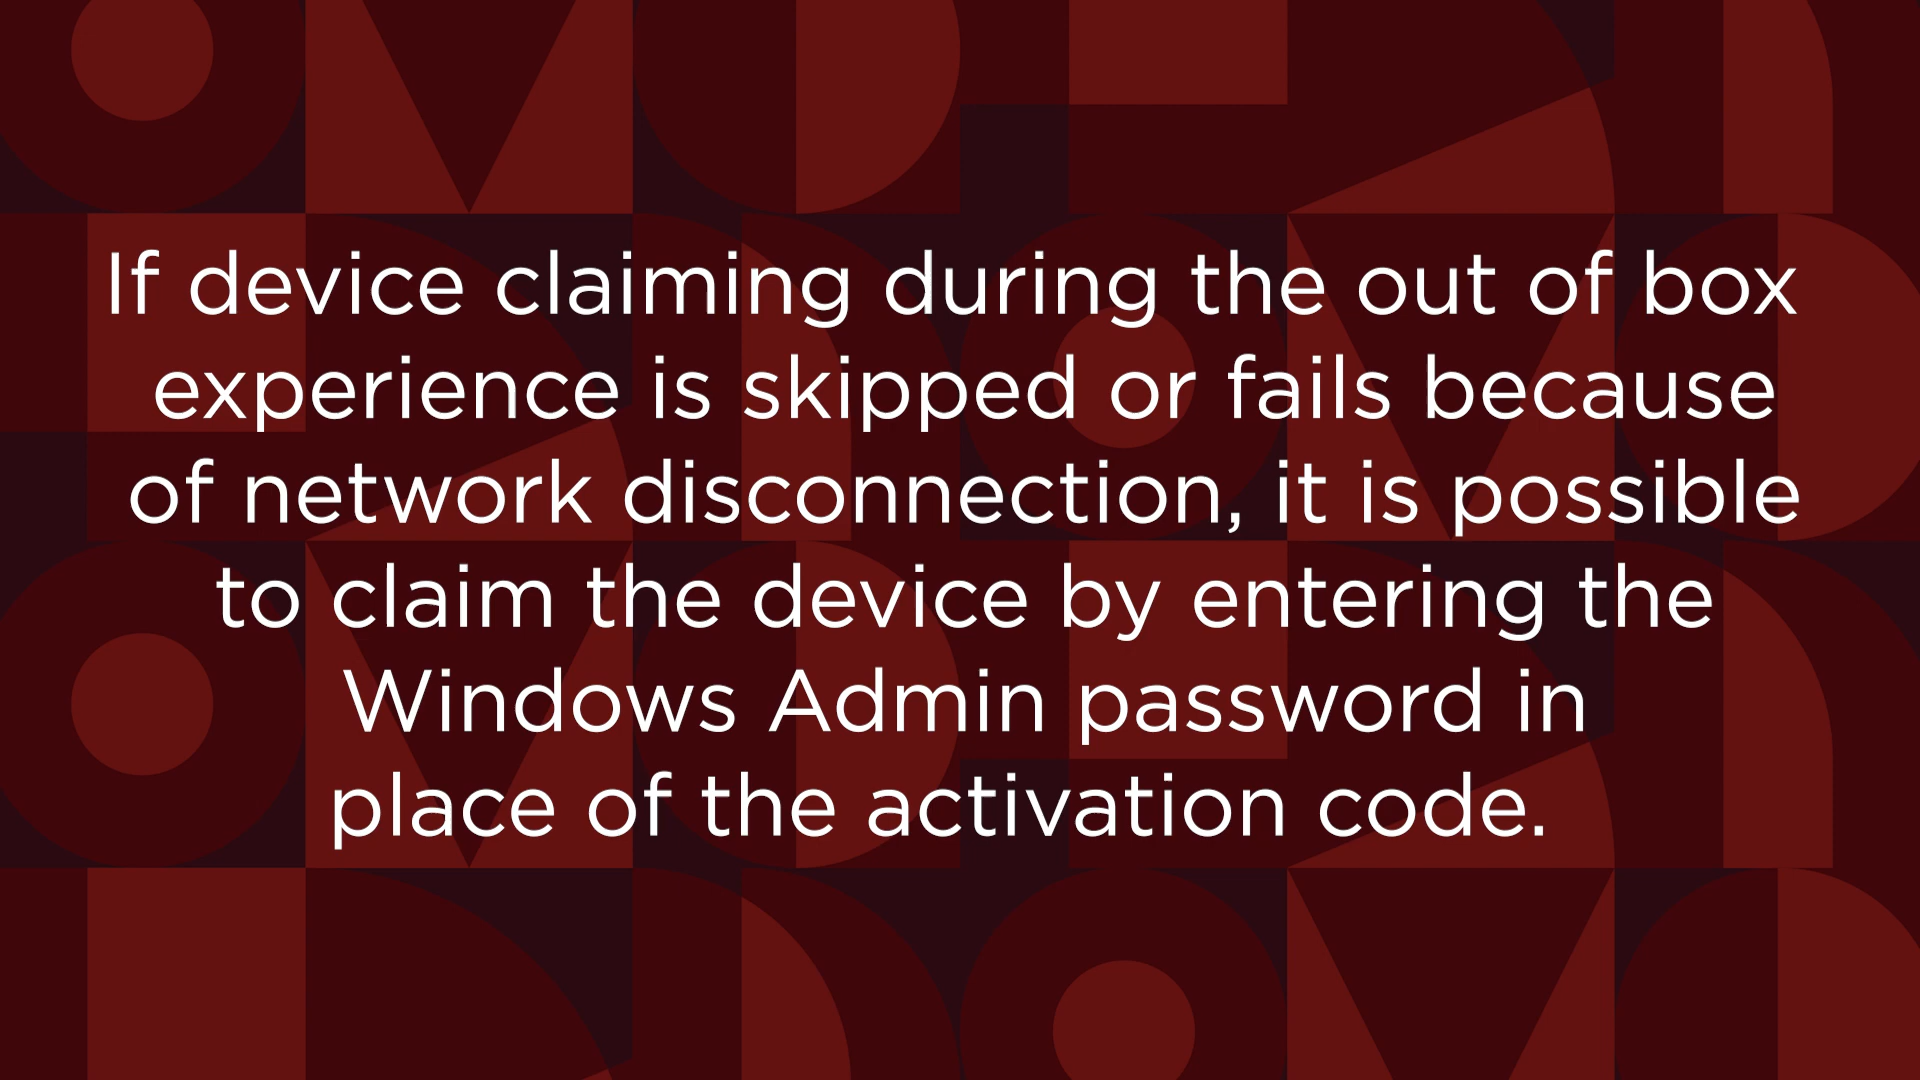 If device claiming during the out of box
experience is skipped or fails because
of network disconnection, it is possible
to claim the device by entering the
Windows Admin password in
place of the activation code.